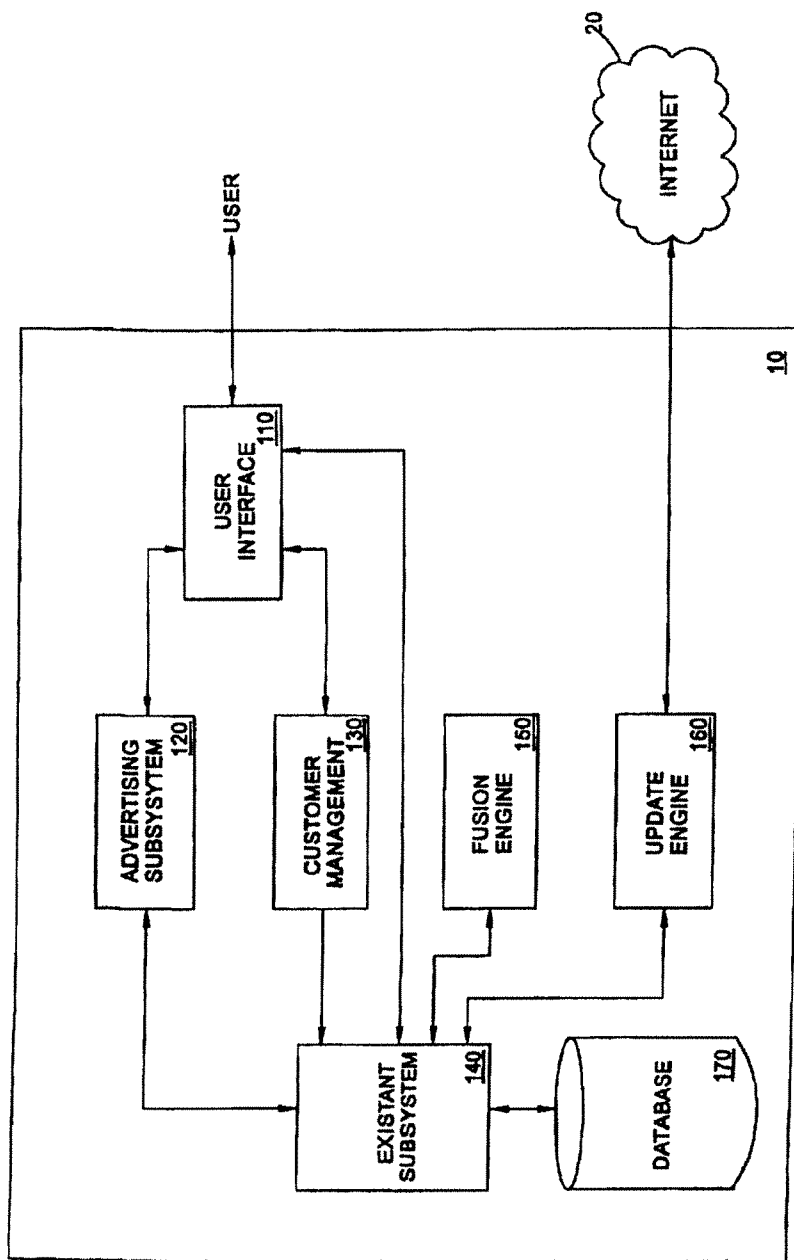 ADVERTISING
SUBSYSYTEM
120
USER
INTERFACE
110
USER
CUSTOMER
MANAGEMENT
130
EXISTANT
SUBSYSTEM
140
FUSION
ENGINE
150
DATABASE
170
UPDATE
ENGINE
160
INTERNET
20
10